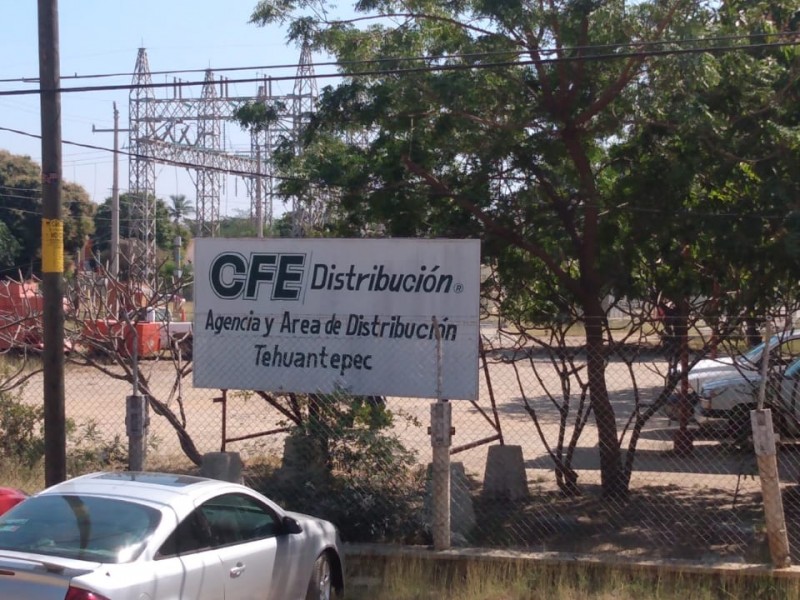 CFE Distribución®
Agencia y Area de Distribución
Tehuantepec